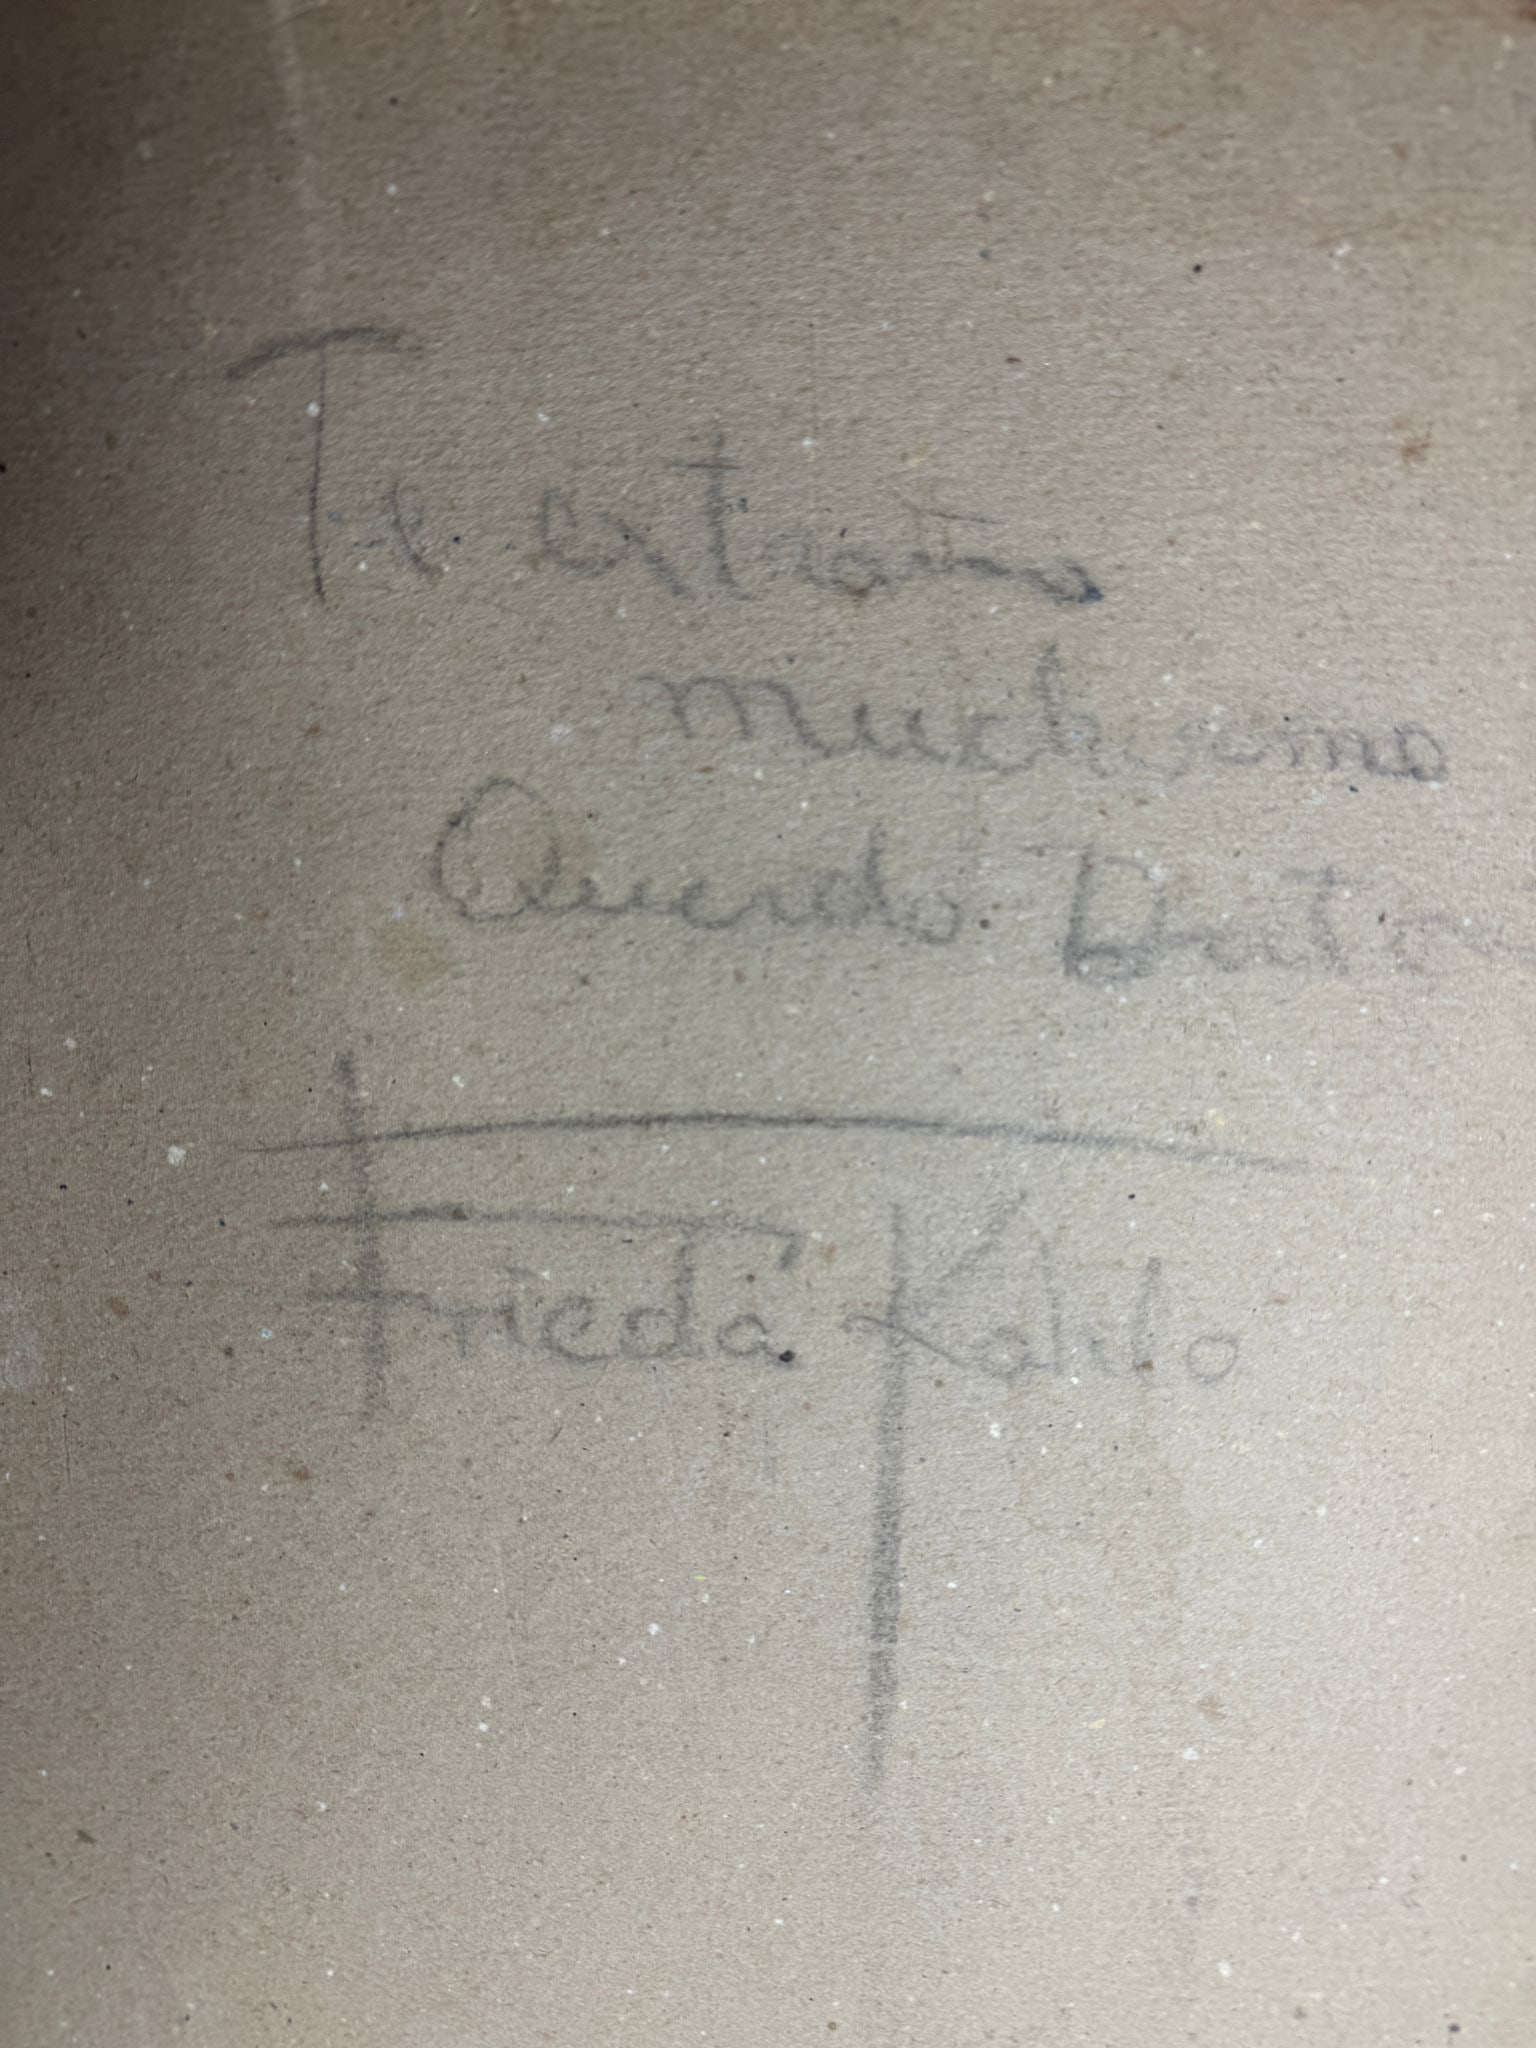 Te extraño
muchisimo
Querido
Frieda Kahlo